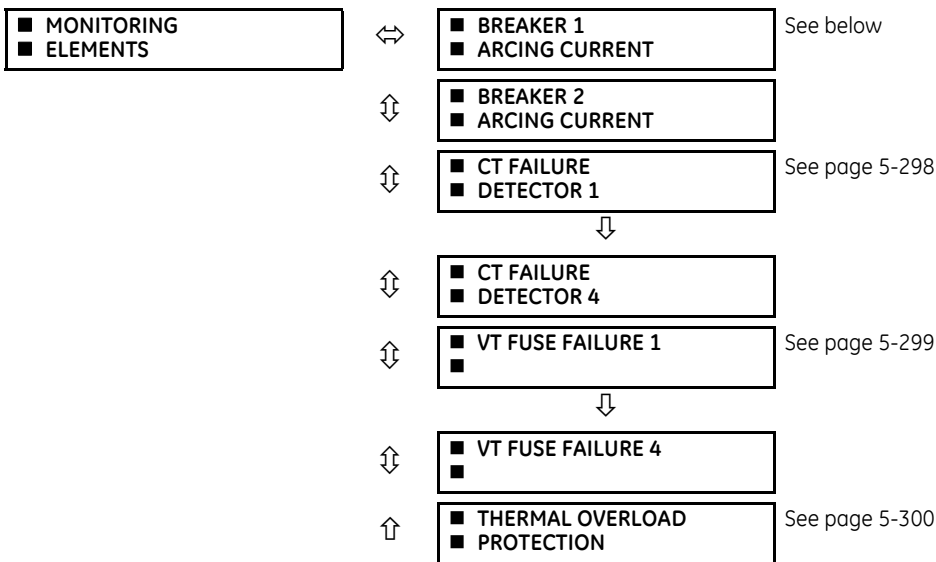 ■ MONITORING
■ ELEMENTS
■ BREAKER 1
■ ARCING CURRENT
See below
■ BREAKER 2
■ ARCING CURRENT
■ CT FAILURE
■ DETECTOR 1
See page 5-298
■ CT FAILURE
■ DETECTOR 4
■ VT FUSE FAILURE 1
■
See page 5-299
■ VT FUSE FAILURE 4
■
■ THERMAL OVERLOAD
■ PROTECTION
See page 5-300